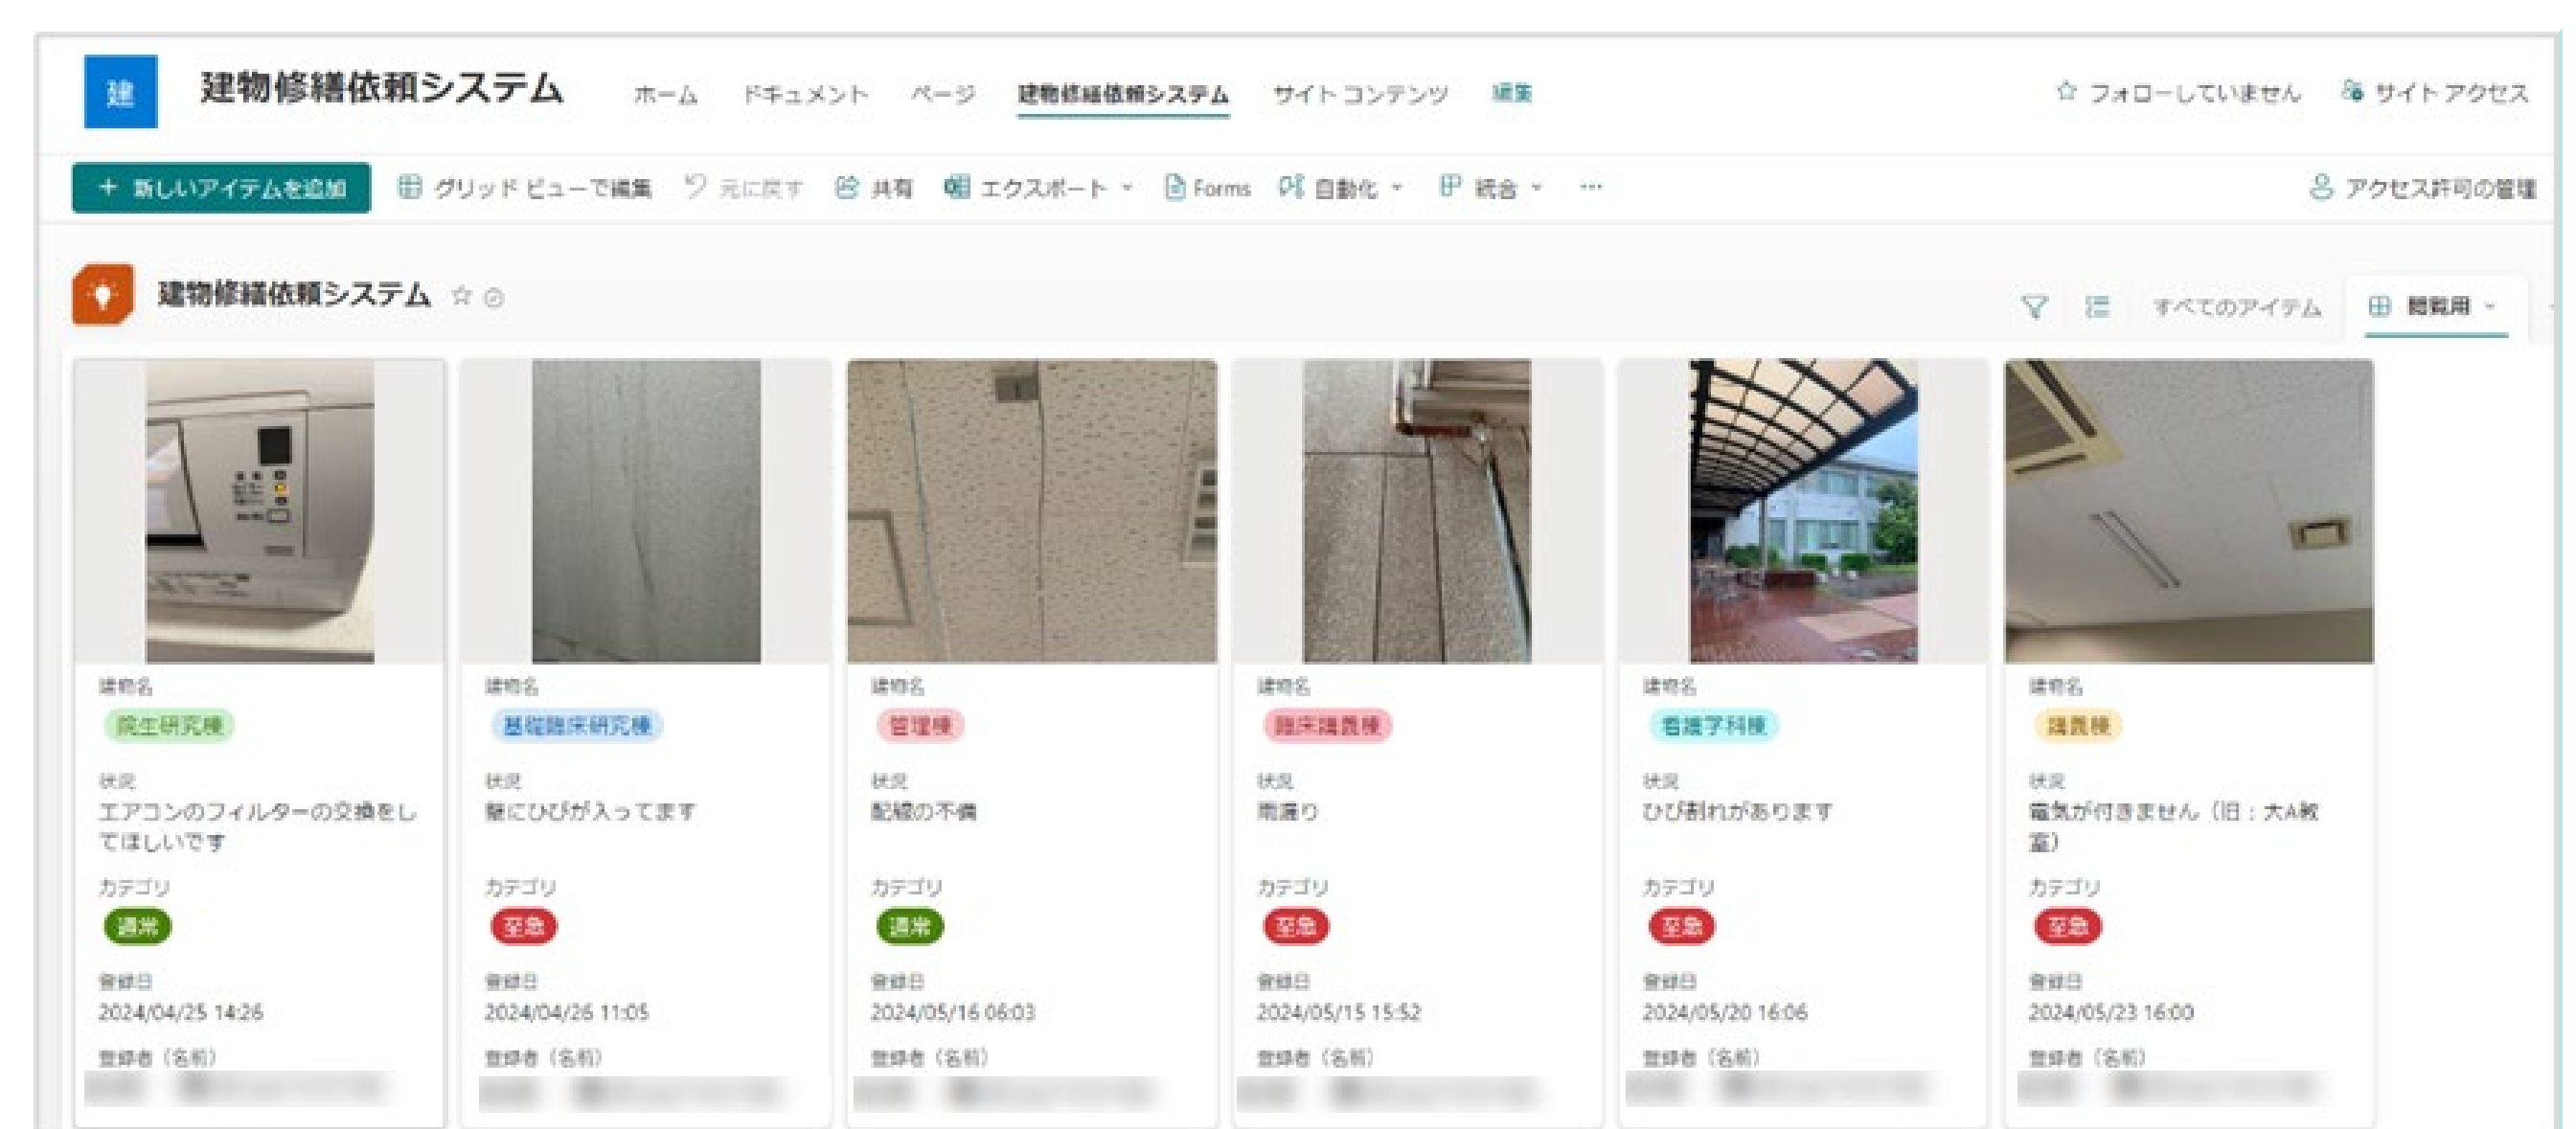 建 建物修繕依頼システム ホーム ドキュメント ページ 建物修繕依頼システム サイト コンテンツ 編集 フォローしていません サイト アクセス
+ 新しいアイテムを追加 グリッド ビューで編集 元に戻す 共有 エクスポート Forms 自動化 統合 … アクセス許可の管理
建物修繕依頼システム すべてのアイテム 閲覧用
建物名 建物名 建物名 建物名 建物名 建物名
院生研究棟 基礎臨床研究棟 管理棟 臨床講義棟 看護学科棟 講義棟
状況 状況 状況 状況 状況 状況
エアコンのフィルターの交換をし 壁にひびが入ってます 配線の不備 雨漏り ひび割れがあります 電気が付きません（旧：大A教
てほしいです 室）
カテゴリ カテゴリ カテゴリ カテゴリ カテゴリ カテゴリ
通常 至急 通常 至急 至急 至急
登録日 登録日 登録日 登録日 登録日 登録日
2024/04/25 14:26 2024/04/26 11:05 2024/05/16 06:03 2024/05/15 15:52 2024/05/20 16:06 2024/05/23 16:00
登録者（名前） 登録者（名前） 登録者（名前） 登録者（名前） 登録者（名前） 登録者（名前）